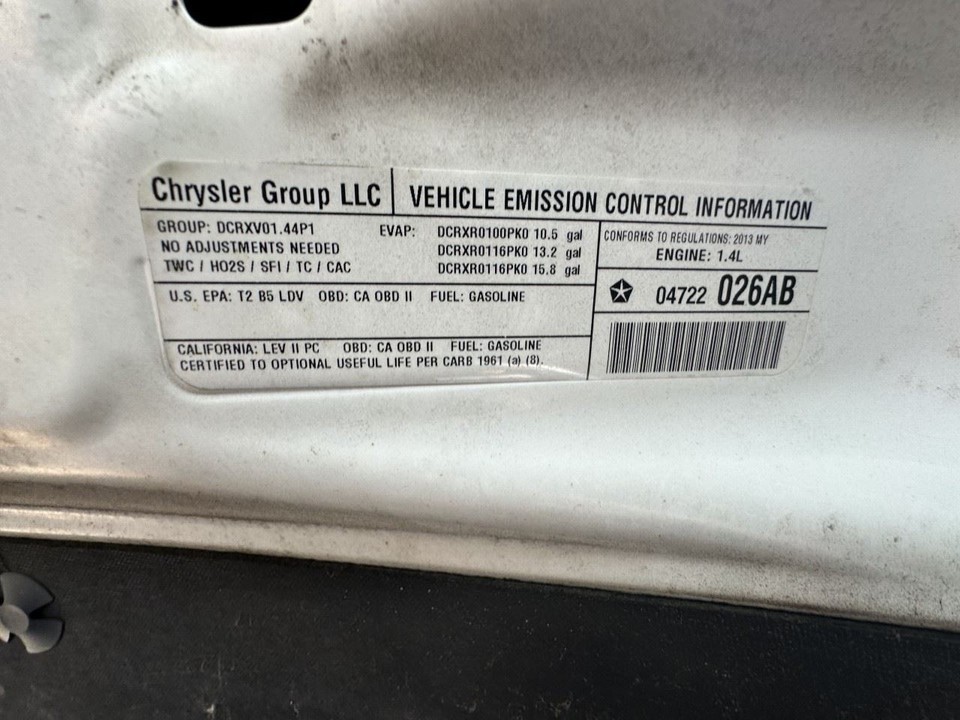 Chrysler Group LLC
VEHICLE EMISSION CONTROL INFORMATION
GROUP: DCRXV01.44P1
NO ADJUSTMENTS NEEDED
TWC / HO2S / SFI / TC / CAC
EVAP: DCRXR0100PK0 10.5 gal
DCRXR0116PK0 13.2 gal
DCRXR0116PK0 15.8 gal
U.S. EPA: T2 B5 LDV OBD: CA OBD II FUEL: GASOLINE
CALIFORNIA: LEV II PC OBD: CA OBD II FUEL: GASOLINE
CERTIFIED TO OPTIONAL USEFUL LIFE PER CARB 1961 (a) (8).
CONFORMS TO REGULATIONS: 2013 MY
ENGINE: 1.4L
04722 026AB